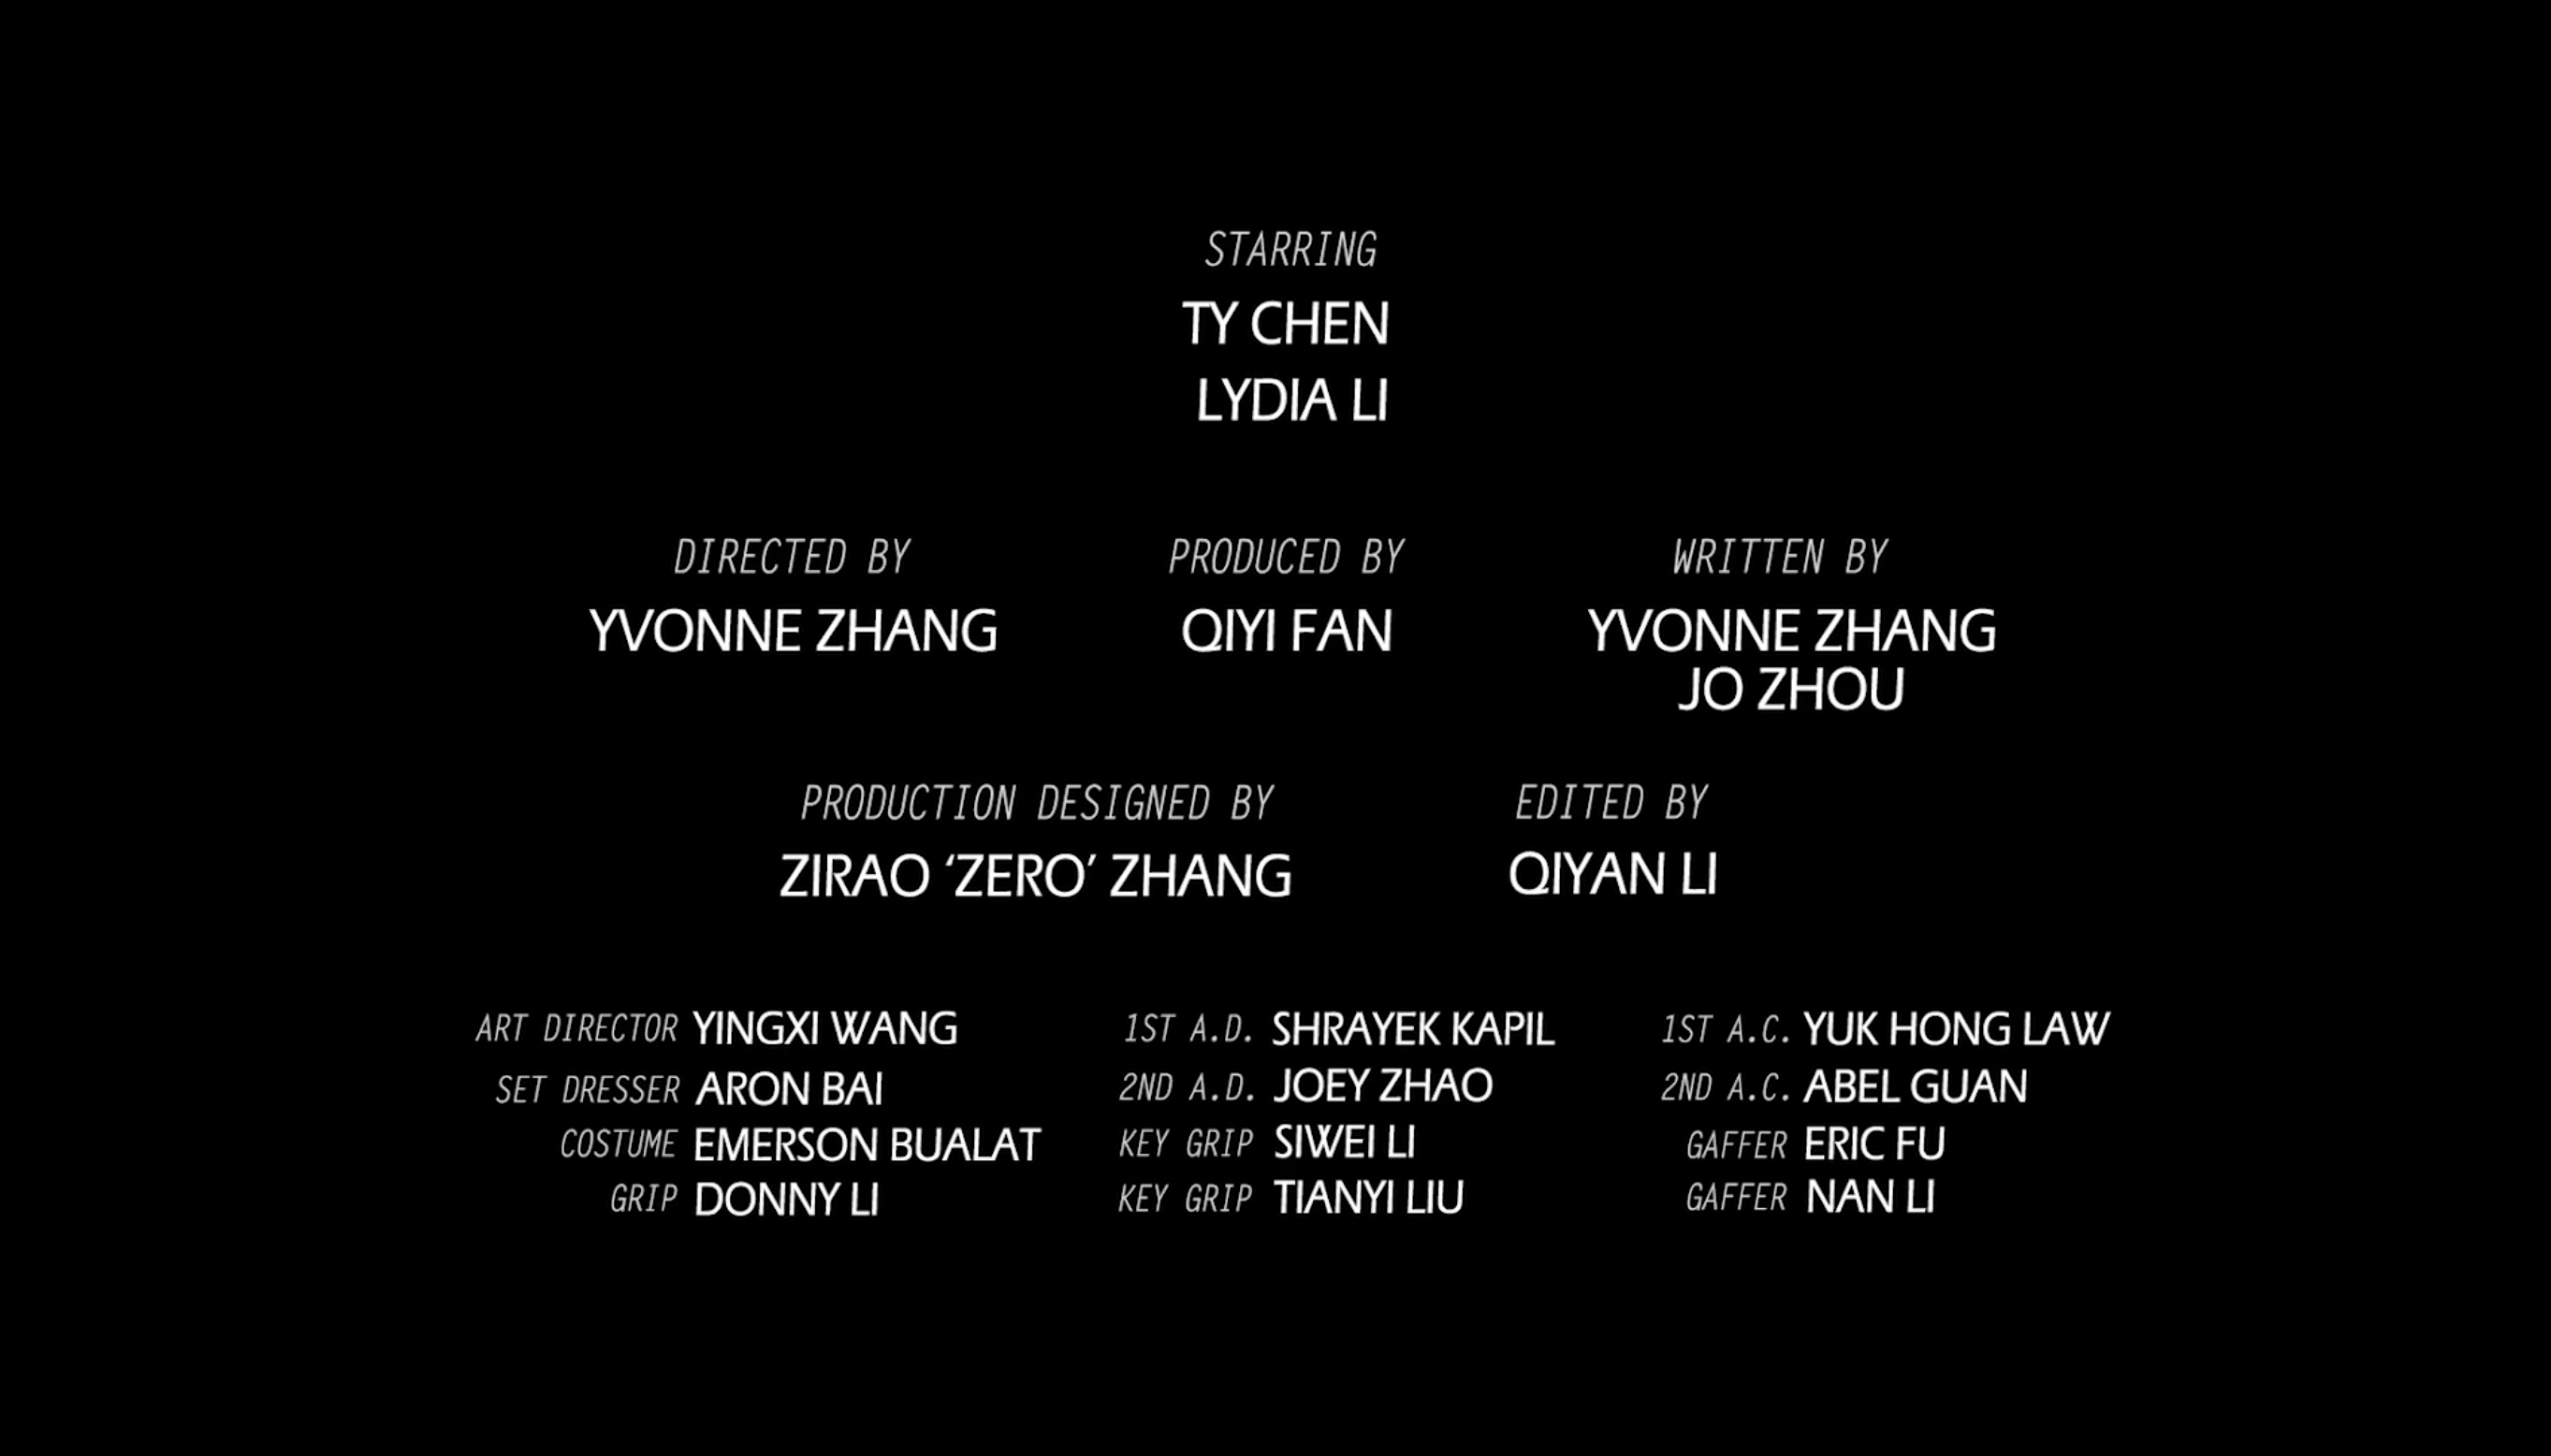 STARRING
TY CHEN
LYDIA LI
DIRECTED BY
YVONNE ZHANG
PRODUCED BY
QIYI FAN
WRITTEN BY
YVONNE ZHANG
JO ZHOU
PRODUCTION DESIGNED BY
ZIRAO ‘ZERO’ ZHANG
EDITED BY
QIYAN LI
ART DIRECTOR YINGXI WANG
SET DRESSER ARON BAI
COSTUME EMERSON BUALAT
GRIP DONNY LI
1ST A.D. SHRAYEK KAPIL
2ND A.D. JOEY ZHAO
KEY GRIP SIWEI LI
KEY GRIP TIANYI LIU
1ST A.C. YUK HONG LAW
2ND A.C. ABEL GUAN
GAFFER ERIC FU
GAFFER NAN LI